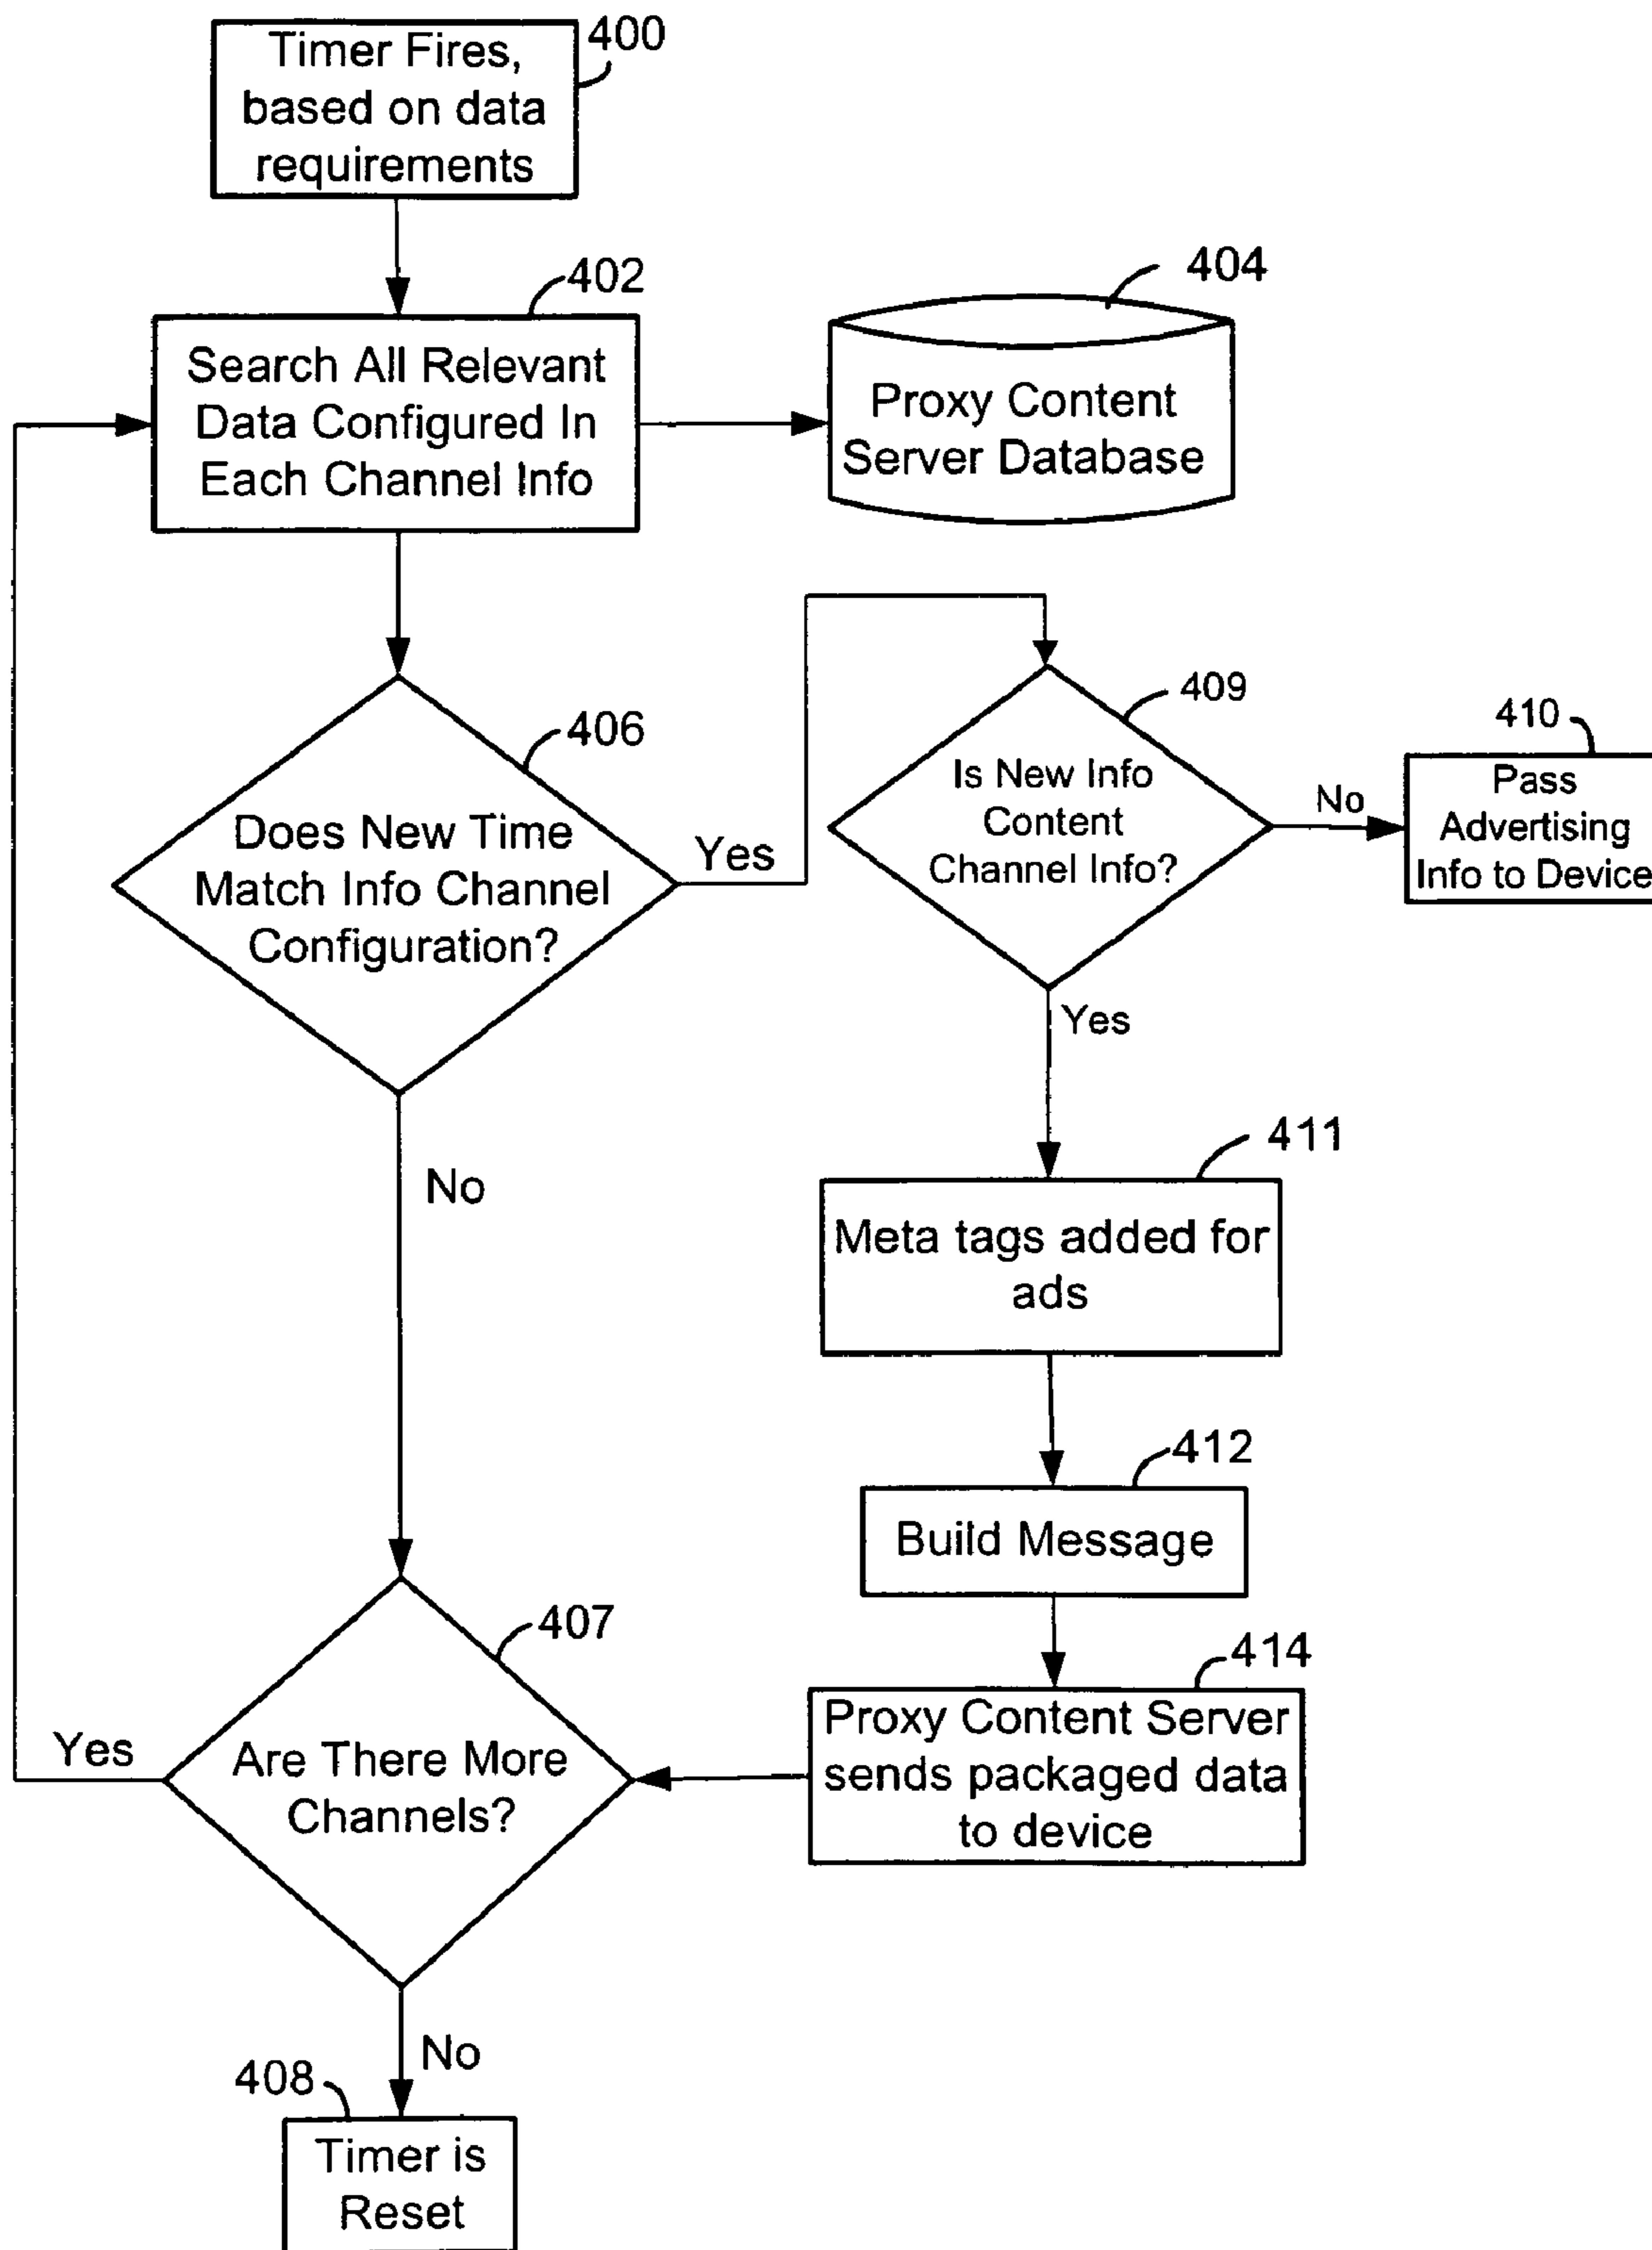 Timer Fires,
based on data
requirements
400
402
Search All Relevant
Data Configured In
Each Channel Info
404
Proxy Content
Server Database
406
Does New Time
Match Info Channel
Configuration?
Yes
409
Is New Info
Content
Channel Info?
No
410
Pass
Advertising
Info to Device
Yes
No
411
Meta tags added for
ads
412
Build Message
407
Are There More
Channels?
Yes
414
Proxy Content Server
sends packaged data
to device
No
408
Timer is
Reset